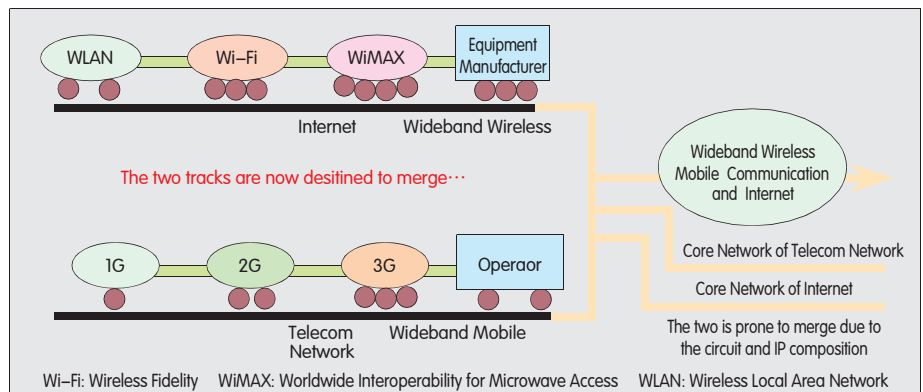 WLAN
Wi–Fi
WiMAX
Equipment
Manufacturer
Internet
Wideband Wireless
The two tracks are now desitined to merge…
Wideband Wireless
Mobile Communication
and Internet
1G
2G
3G
Operaor
Telecom
Network
Wideband Mobile
Core Network of Telecom Network
Core Network of Internet
The two is prone to merge due to
the circuit and IP composition
Wi–Fi: Wireless Fidelity WiMAX: Worldwide Interoperability for Microwave Access WLAN: Wireless Local Area Network